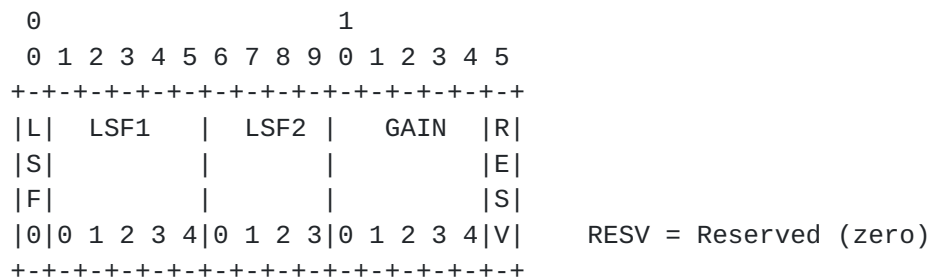 0                   1
 0 1 2 3 4 5 6 7 8 9 0 1 2 3 4 5
+-+-+-+-+-+-+-+-+-+-+-+-+-+-+-+-+
|L|  LSF1   |  LSF2 |   GAIN  |R|
|S|         |       |         |E|
|F|         |       |         |S|
|0|0 1 2 3 4|0 1 2 3|0 1 2 3 4|V|    RESV = Reserved (zero)
+-+-+-+-+-+-+-+-+-+-+-+-+-+-+-+-+